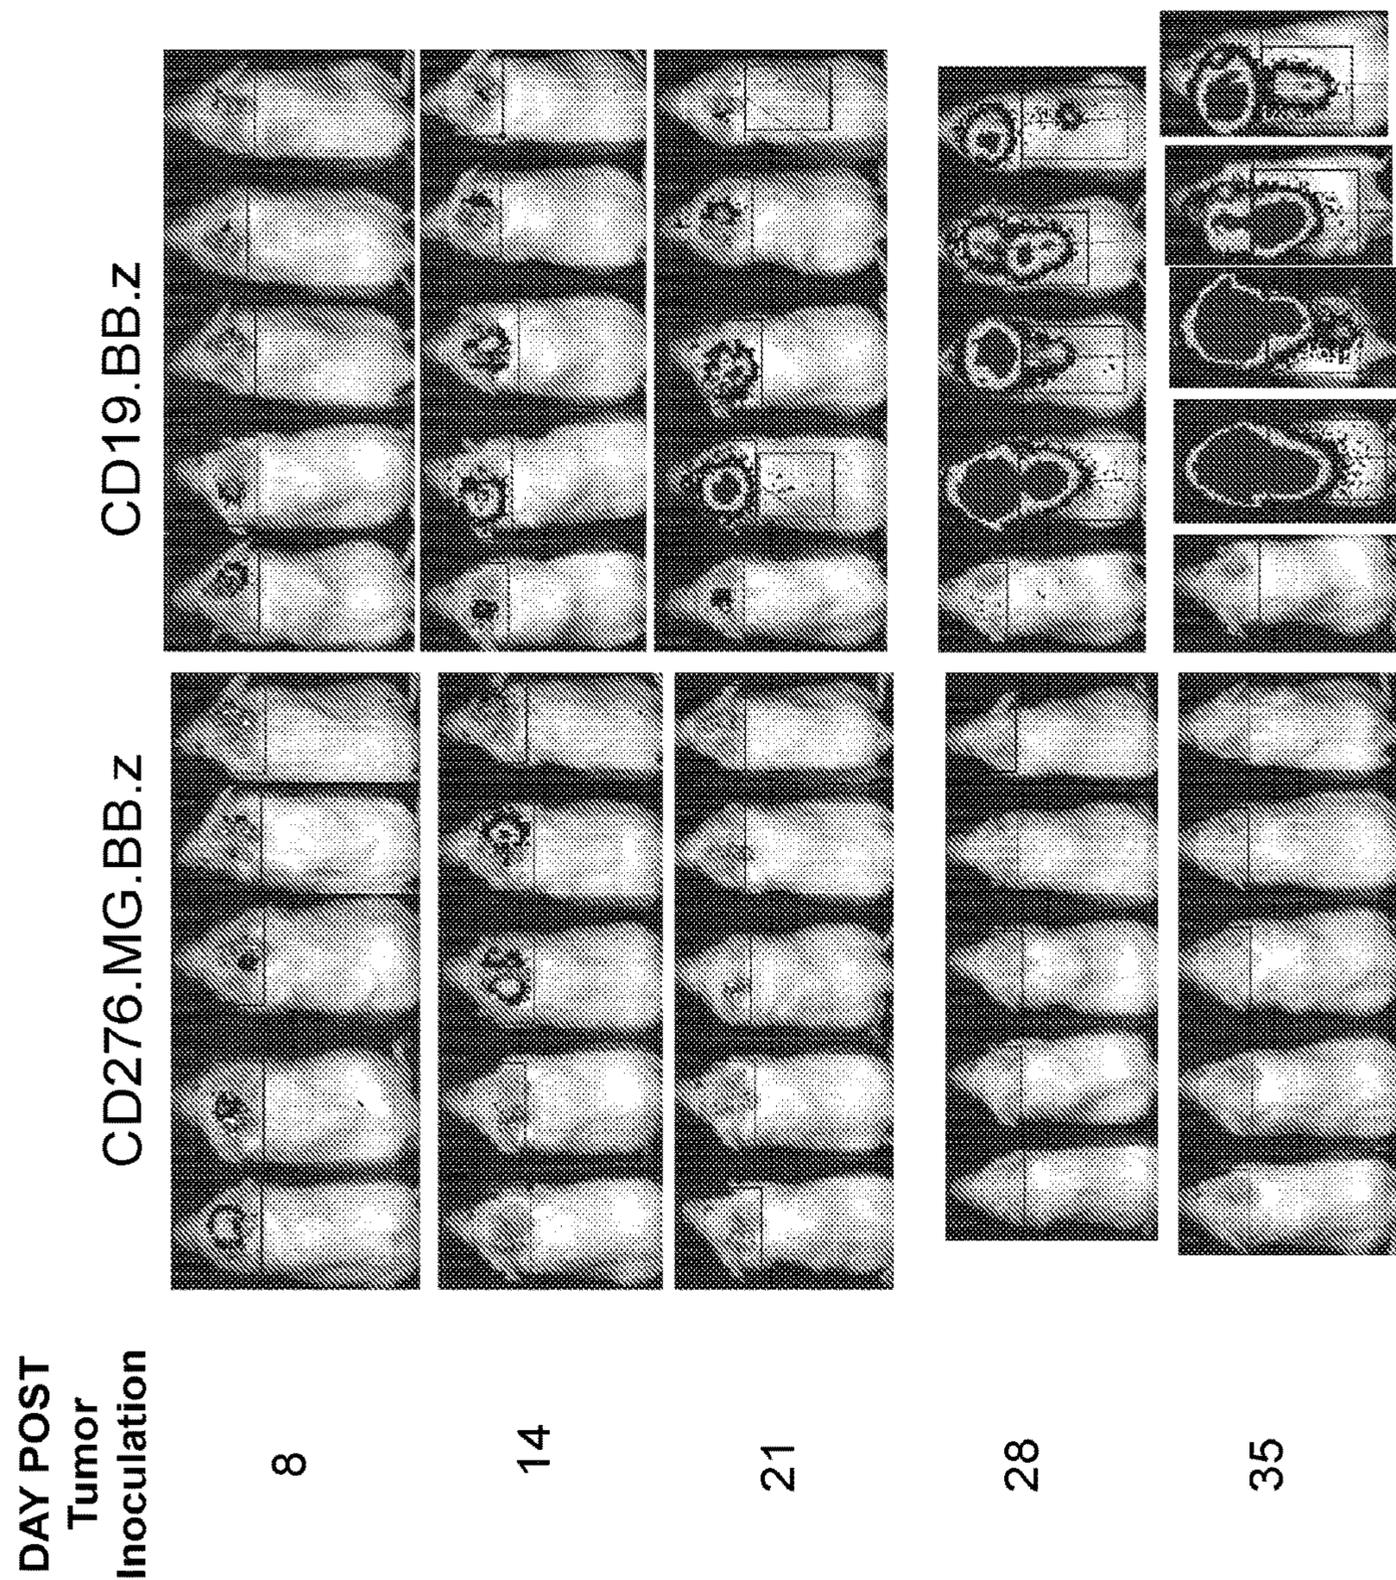 DAY POST
Tumor
Inoculation
CD276.MG.BB.z
CD19.BB.z
8
14
21
28
35